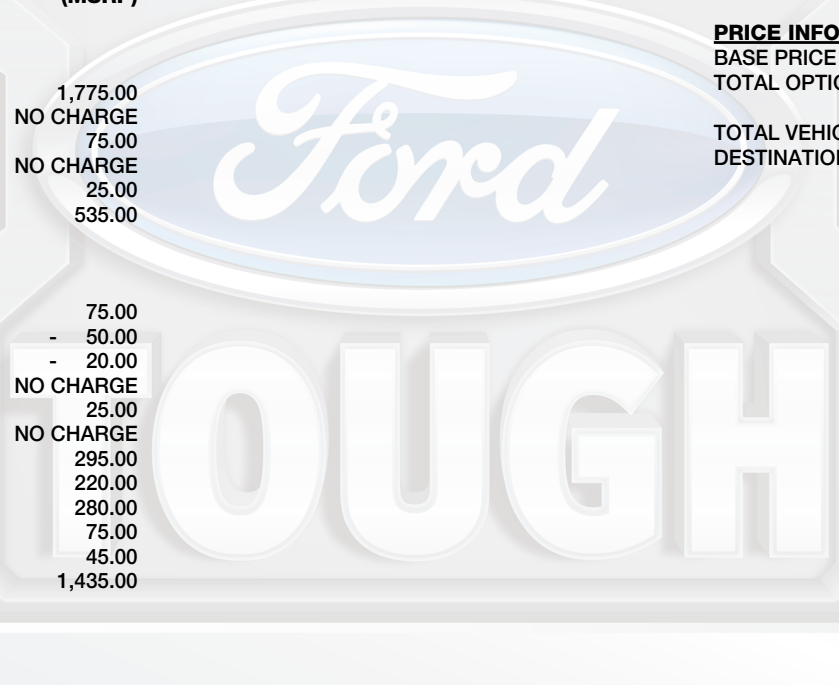 (MSRP)
1,775.00
NO CHARGE
75.00
NO CHARGE
25.00
535.00
75.00
- 50.00
- 20.00
NO CHARGE
25.00
NO CHARGE
295.00
220.00
280.00
75.00
45.00
1,435.00
PRICE INFO
BASE PRICE
TOTAL OPTIO
TOTAL VEHIC
DESTINATION
Ford
TOUGH